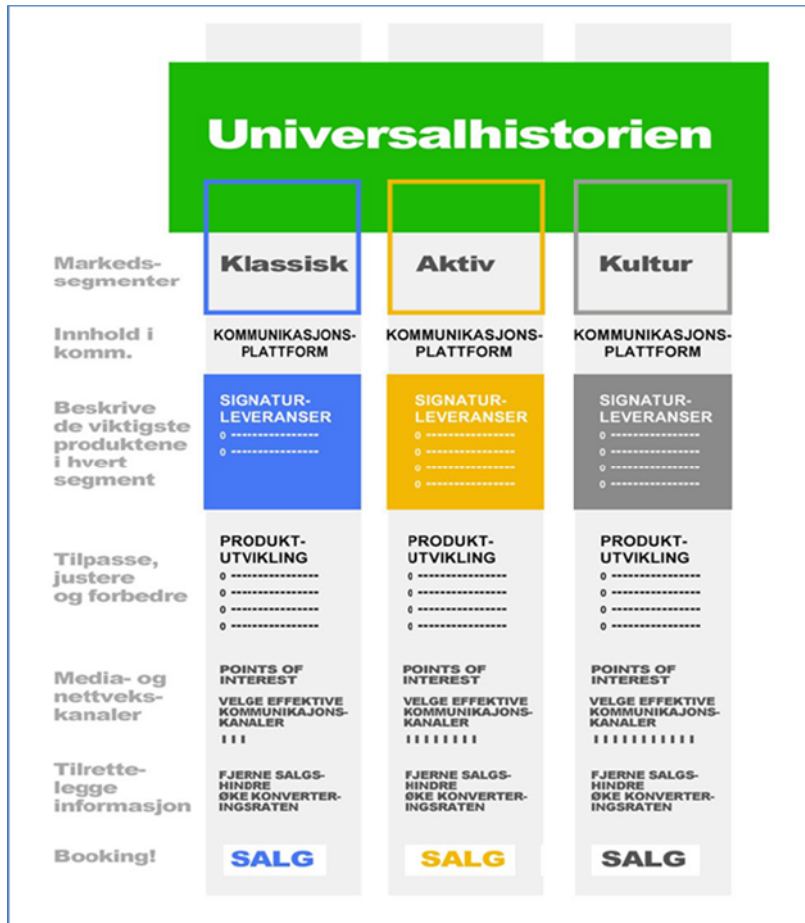 Universalhistorien
Markeds-
segmenter
Klassisk
Aktiv
Kultur
Innhold i
komm.
KOMMUNIKASJONS-
PLATTFORM
KOMMUNIKASJONS-
PLATTFORM
KOMMUNIKASJONS-
PLATTFORM
Beskrive
de viktigste
produktene
i hvert
segment
SIGNATUR-
LEVERANSER
o ----------------
o ----------------
SIGNATUR-
LEVERANSER
o ----------------
o ----------------
o ----------------
o ----------------
SIGNATUR-
LEVERANSER
o ----------------
o ----------------
o ----------------
o ----------------
Tilpasse,
justere
og forbedre
PRODUKT-
UTVIKLING
o ----------------
o ----------------
o ----------------
o ----------------
PRODUKT-
UTVIKLING
o ----------------
o ----------------
o ----------------
o ----------------
PRODUKT-
UTVIKLING
o ----------------
o ----------------
o ----------------
o ----------------
Media- og
nettveks-
kanaler
POINTS OF
INTEREST
VELGE EFFEKTIVE
KOMMUNIKAJONS-
KANALER
POINTS OF
INTEREST
VELGE EFFEKTIVE
KOMMUNIKAJONS-
KANALER
POINTS OF
INTEREST
VELGE EFFEKTIVE
KOMMUNIKAJONS-
KANALER
Tilrette-
legge
informasjon
FJERNE SALGS-
HINDRE
ØKE KONVERTER-
INGSRATEN
FJERNE SALGS-
HINDRE
ØKE KONVERTER-
INGSRATEN
FJERNE SALGS-
HINDRE
ØKE KONVERTER-
INGSRATEN
Booking!
SALG
SALG
SALG